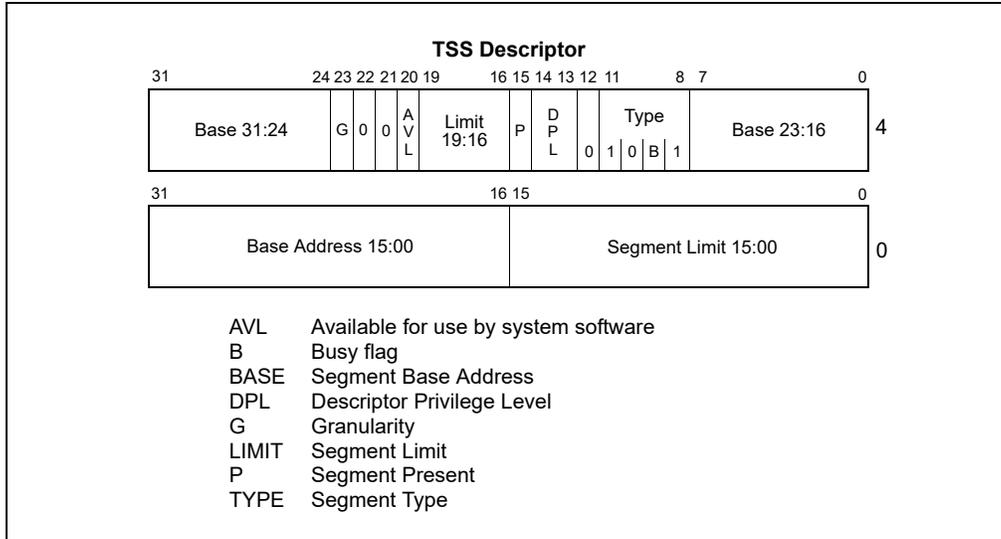 TSS Descriptor
31 24 23 22 21 20 19 16 15 14 13 12 11 8 7 0
Base 31:24 G 0 0 AVL Limit 19:16 P DPL 0 Type 1 0 B 1 Base 23:16 4
31 16 15 0
Base Address 15:00 Segment Limit 15:00 0
AVL Available for use by system software
B Busy flag
BASE Segment Base Address
DPL Descriptor Privilege Level
G Granularity
LIMIT Segment Limit
P Segment Present
TYPE Segment Type